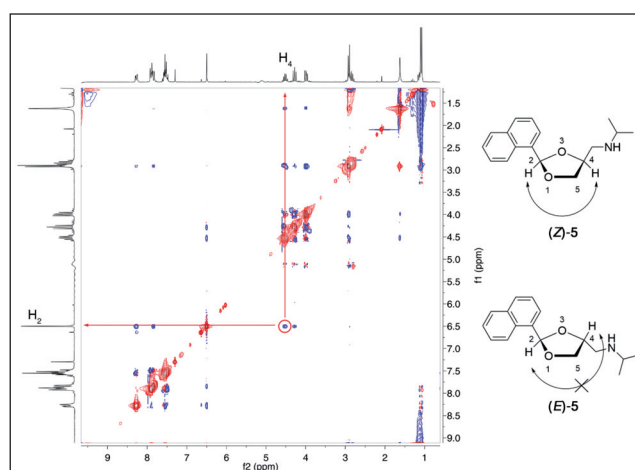 H4
1.5
2.0
2.5
3.0
3.5
4.0
4.5
5.0
5.5
6.0
6.5
7.0
7.5
8.0
8.5
9.0
f1 (ppm)
H2
9 8 7 6 5 4 3 2 1
f2 (ppm)
O 3
2 4 NH
H O H
1 5
(Z)-5
O 3 H
2 4 H
H O N
1 5
(E)-5